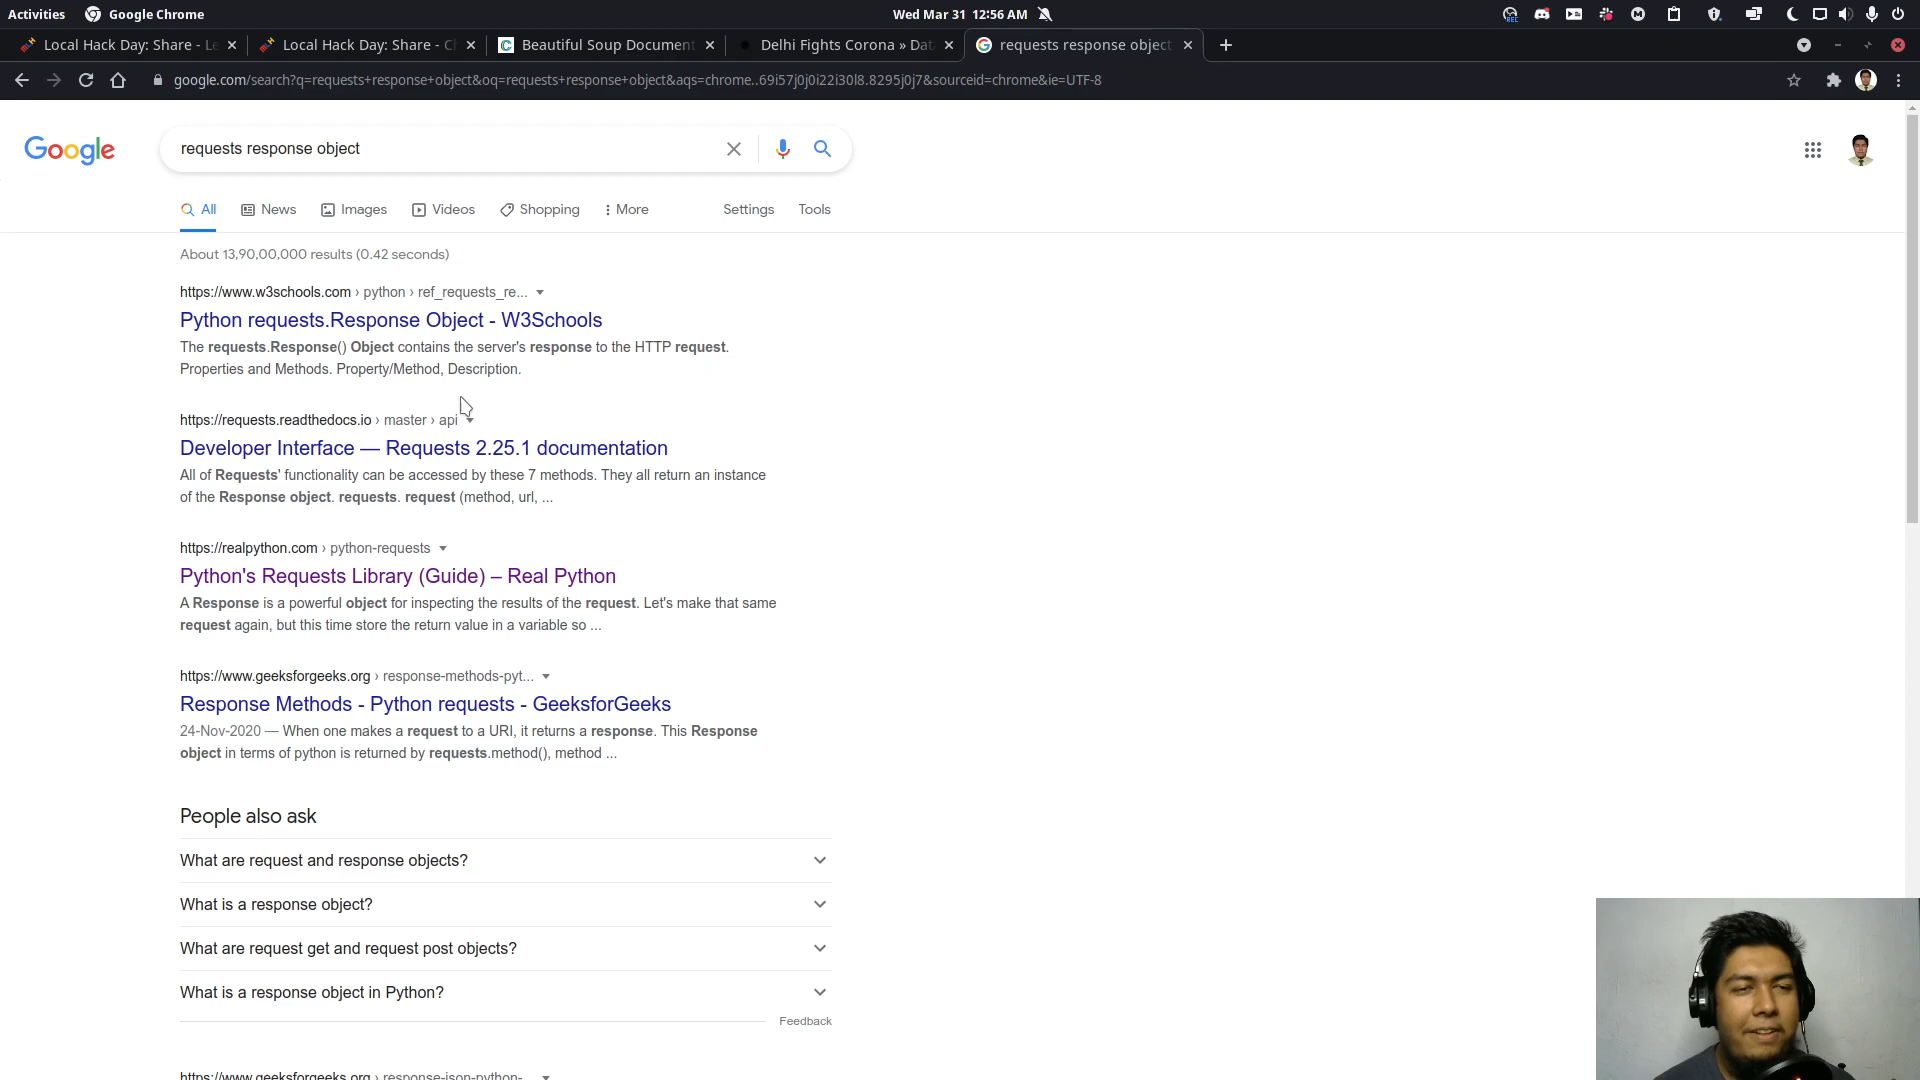 Activities Google Chrome Wed Mar 31 12:56 AM
REC
Local Hack Day: Share - Le Local Hack Day: Share - Ch Beautiful Soup Document Delhi Fights Corona » Dat requests response object
google.com/search?q=requests+response+object&oq=requests+response+object&aqs=chrome..69i57j0j0i22i30l8.8295j0j7&sourceid=chrome&ie=UTF-8
Google requests response object
All News Images Videos Shopping More Settings Tools
About 13,90,00,000 results (0.42 seconds)
https://www.w3schools.com › python › ref_requests_re...
Python requests.Response Object - W3Schools
The requests.Response() Object contains the server's response to the HTTP request.
Properties and Methods. Property/Method, Description.
https://requests.readthedocs.io › master › api
Developer Interface — Requests 2.25.1 documentation
All of Requests' functionality can be accessed by these 7 methods. They all return an instance
of the Response object. requests. request (method, url, ...
https://realpython.com › python-requests
Python's Requests Library (Guide) – Real Python
A Response is a powerful object for inspecting the results of the request. Let's make that same
request again, but this time store the return value in a variable so ...
https://www.geeksforgeeks.org › response-methods-pyt...
Response Methods - Python requests - GeeksforGeeks
24-Nov-2020 — When one makes a request to a URI, it returns a response. This Response
object in terms of python is returned by requests.method(), method ...
People also ask
What are request and response objects?
What is a response object?
What are request get and request post objects?
What is a response object in Python?
Feedback
https://www.geeksforgeeks.org › response-json-python-...